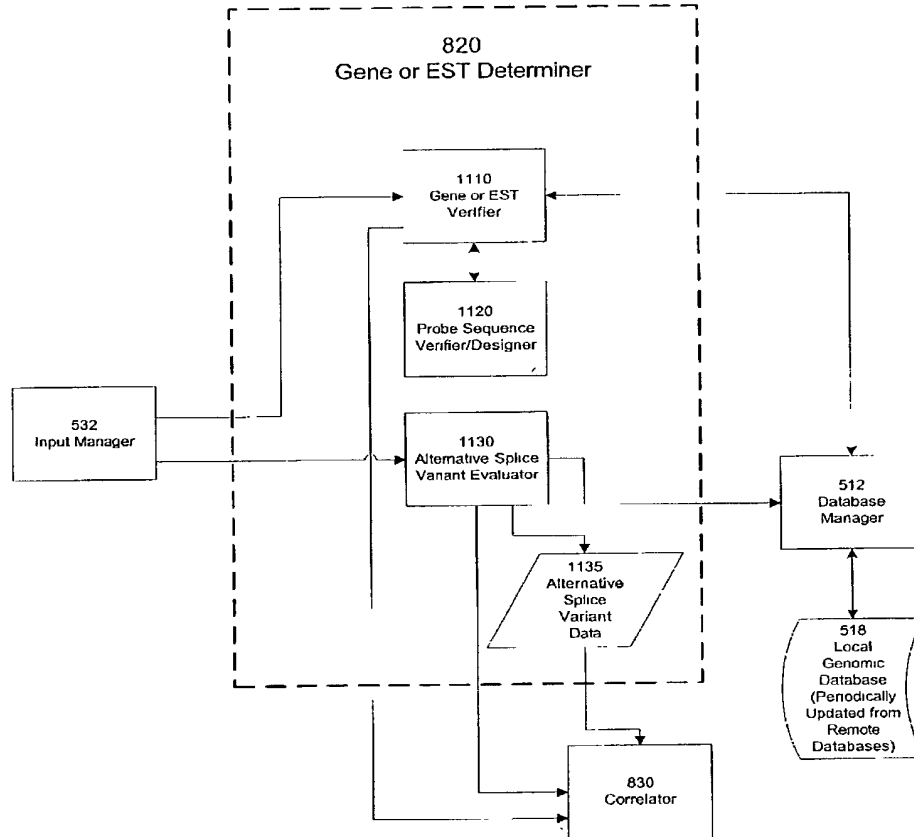 820
Gene or EST Determiner
1110
Gene or EST
Verifier
1120
Probe Sequence
Verifier/Designer
532
Input Manager
1130
Alternative Splice
Variant Evaluator
512
Database
Manager
1135
Alternative
Splice
Variant
Data
518
Local
Genomic
Database
(Periodically
Updated from
Remote
Databases)
830
Correlator